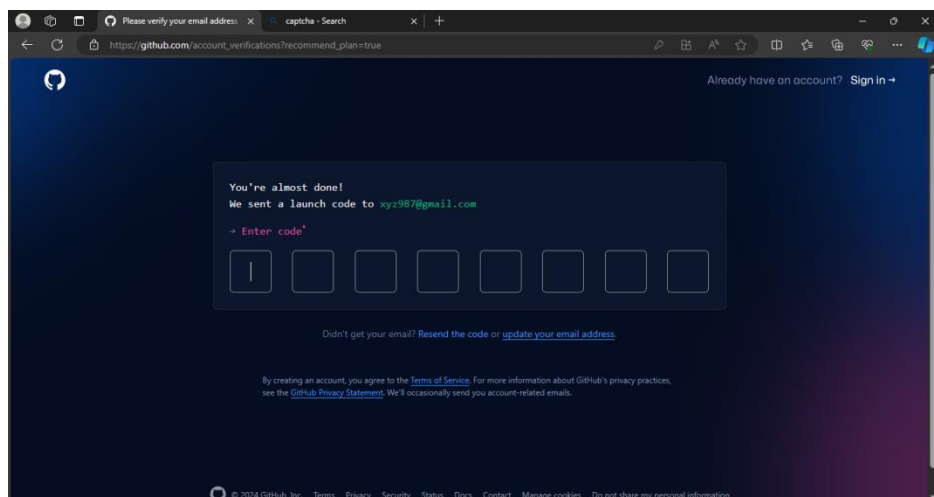 Please verify your email address
captcha - Search
https://github.com/account_verifications?recommend_plan=true
Already have an account? Sign in →
You're almost done!
We sent a launch code to xyz987@gmail.com
→ Enter code*
Didn't get your email? Resend the code or update your email address.
By creating an account, you agree to the Terms of Service. For more information about GitHub's privacy practices,
see the GitHub Privacy Statement. We'll occasionally send you account-related emails.
© 2024 GitHub, Inc. Terms Privacy Security Status Docs Contact Manage cookies Do not share my personal information